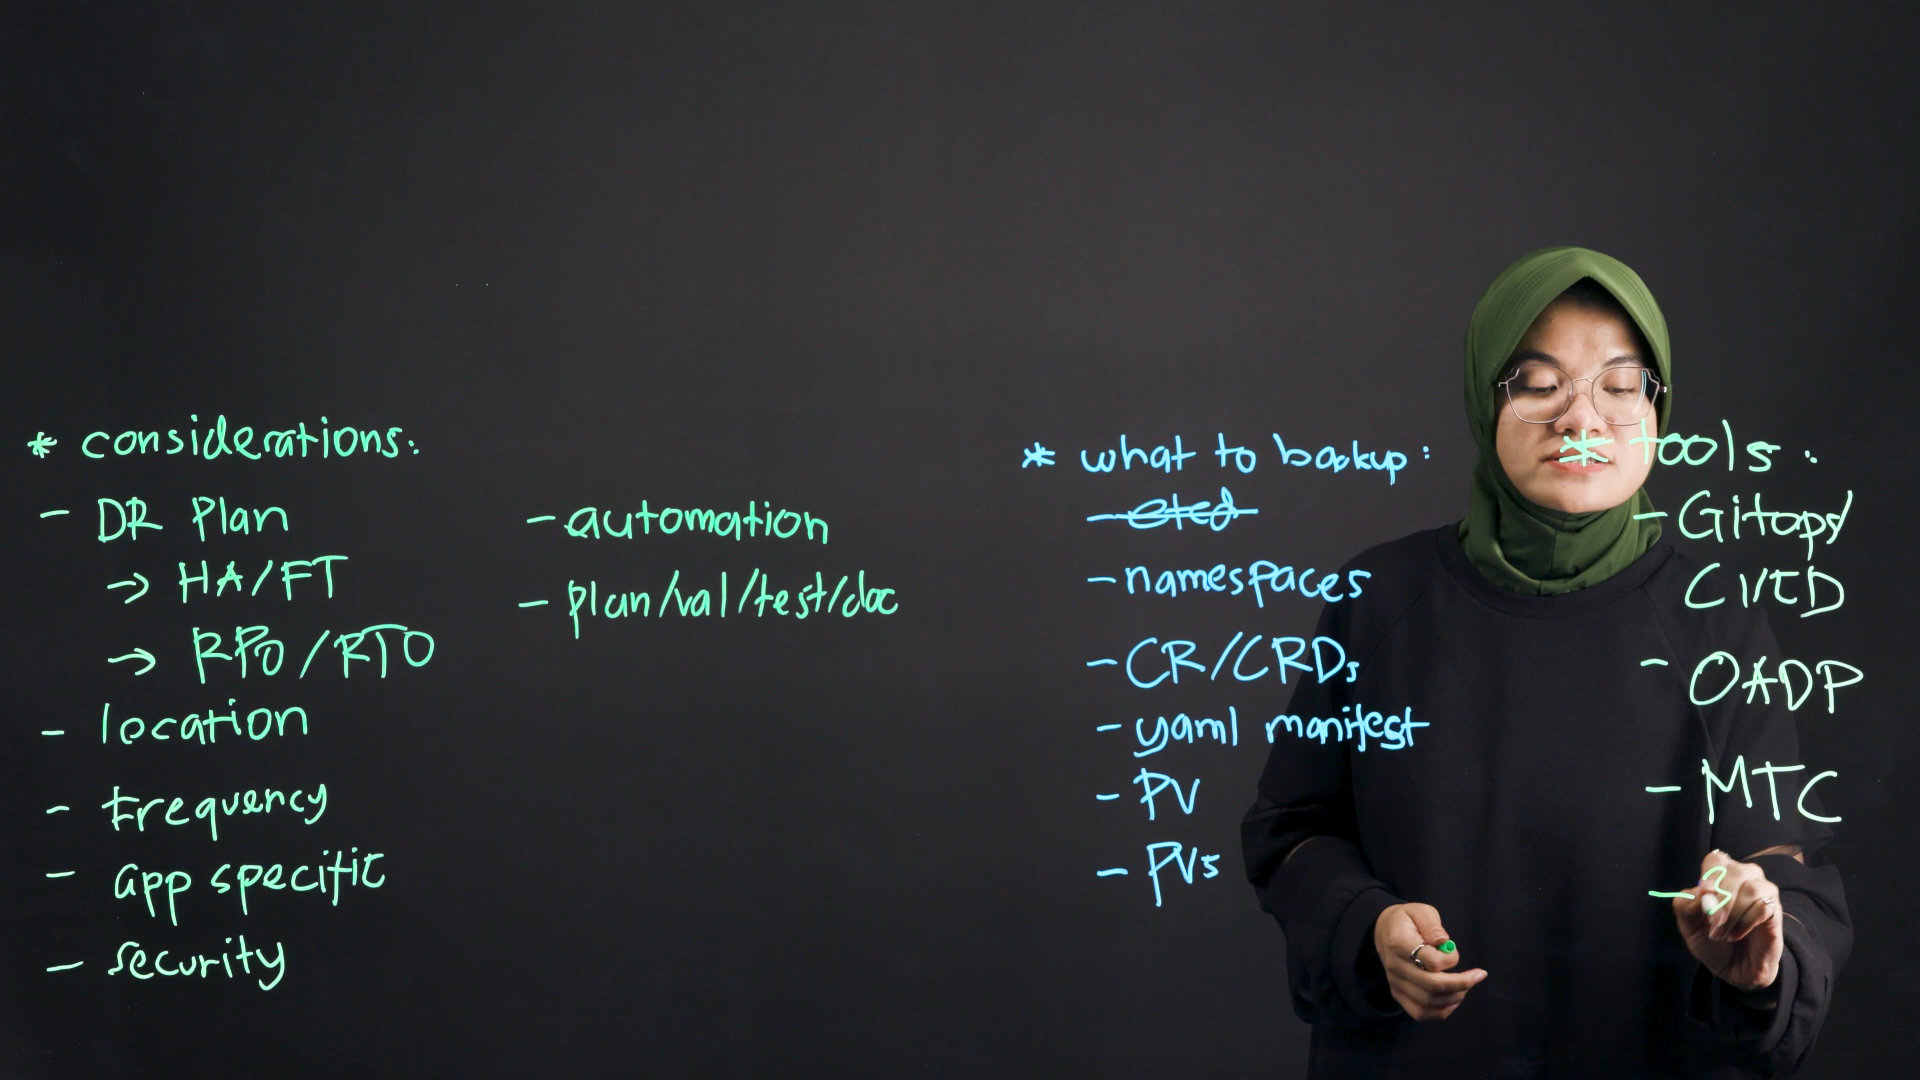 * considerations:
- DR Plan
→ HA/FT
→ RPO/RTO
- location
- frequency
- app specific
- security
- automation
- plan/val/test/doc
* what to backup:
- etcd
- namespaces
- CR/CRDs
- yaml manifest
- PV
- PVs
* tools:
- Gitops/
CI/CD
- OADP
- MTC
- 3